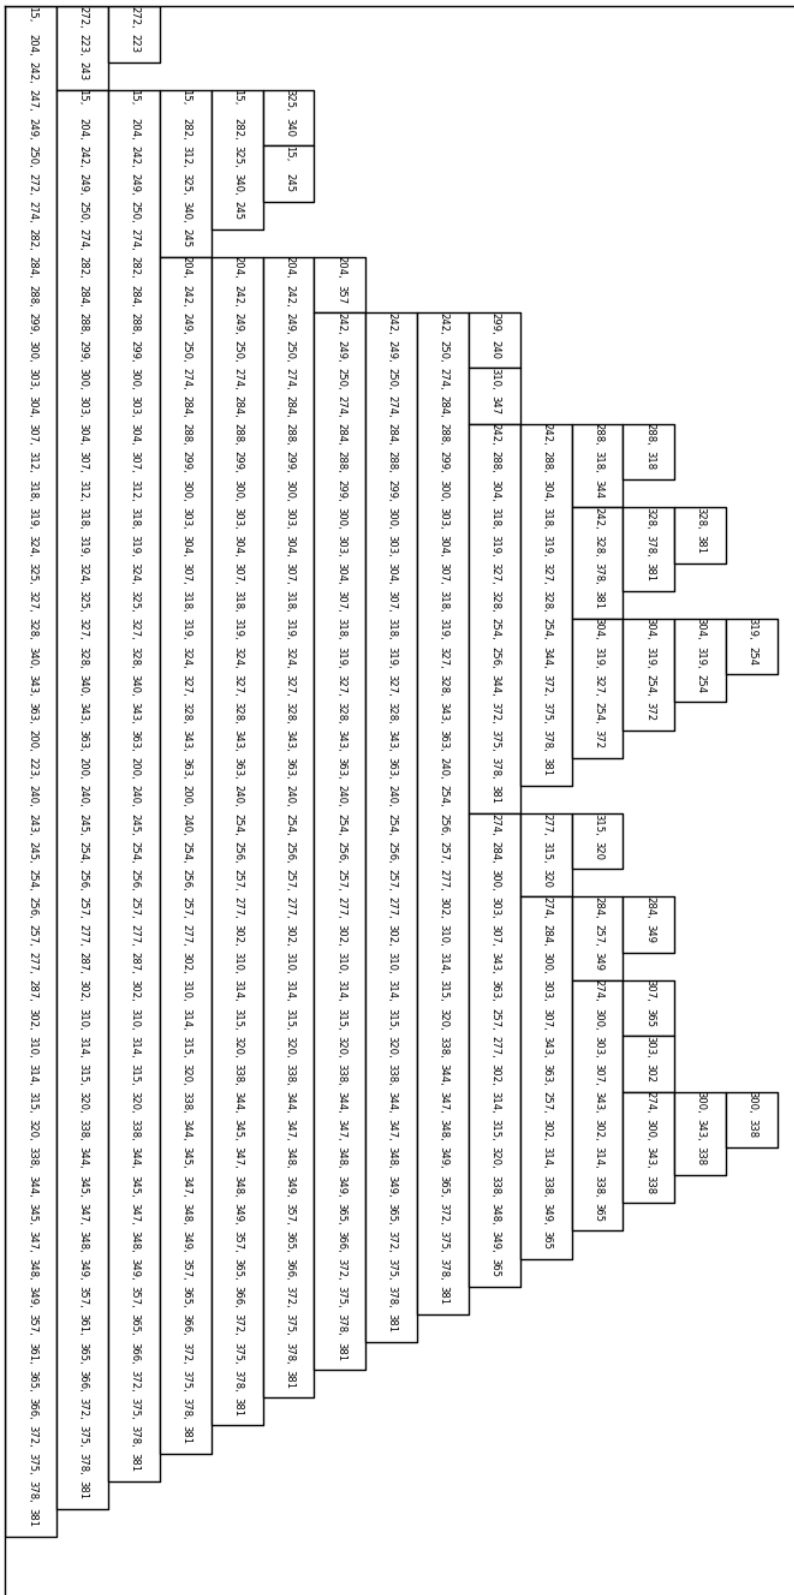 319, 254
300, 338
328, 381
304, 319, 254
300, 343, 338
288, 318
328, 378, 381
304, 319, 254, 372
284, 349
307, 365
303, 302
274, 300, 343, 338
288, 318, 344
242, 328, 378, 381
304, 319, 327, 254, 372
315, 320
284, 257, 349
274, 300, 303, 307, 343, 302, 314, 338, 365
242, 288, 304, 318, 319, 327, 328, 254, 344, 372, 375, 378, 381
277, 315, 320
274, 284, 300, 303, 307, 343, 363, 257, 302, 314, 338, 349, 365
299, 240
310, 347
242, 288, 304, 318, 319, 327, 328, 254, 256, 344, 372, 375, 378, 381
274, 284, 300, 303, 307, 343, 363, 257, 277, 302, 314, 315, 320, 338, 348, 349, 365
242, 250, 274, 284, 288, 299, 300, 303, 304, 307, 318, 319, 327, 328, 343, 363, 240, 254, 256, 257, 277, 302, 310, 314, 315, 320, 338, 344, 347, 348, 349, 365, 372, 375, 378, 381
242, 249, 250, 274, 284, 288, 299, 300, 303, 304, 307, 318, 319, 327, 328, 343, 363, 240, 254, 256, 257, 277, 302, 310, 314, 315, 320, 338, 344, 347, 348, 349, 365, 372, 375, 378, 381
204, 357
242, 249, 250, 274, 284, 288, 299, 300, 303, 304, 307, 318, 319, 327, 328, 343, 363, 240, 254, 256, 257, 277, 302, 310, 314, 315, 320, 338, 344, 347, 348, 349, 365, 366, 372, 375, 378, 381
325, 340
15, 245
204, 242, 249, 250, 274, 284, 288, 299, 300, 303, 304, 307, 318, 319, 324, 327, 328, 343, 363, 240, 254, 256, 257, 277, 302, 310, 314, 315, 320, 338, 344, 347, 348, 349, 357, 365, 366, 372, 375, 378, 381
15, 282, 325, 340, 245
204, 242, 249, 250, 274, 284, 288, 299, 300, 303, 304, 307, 318, 319, 324, 327, 328, 343, 363, 240, 254, 256, 257, 277, 302, 310, 314, 315, 320, 338, 344, 345, 347, 348, 349, 357, 365, 366, 372, 375, 378, 381
15, 282, 312, 325, 340, 245
204, 242, 249, 250, 274, 284, 288, 299, 300, 303, 304, 307, 318, 319, 324, 327, 328, 343, 363, 200, 240, 254, 256, 257, 277, 302, 310, 314, 315, 320, 338, 344, 345, 347, 348, 349, 357, 365, 366, 372, 375, 378, 381
272, 223
15, 204, 242, 249, 250, 274, 282, 284, 288, 299, 300, 303, 304, 307, 312, 318, 319, 324, 325, 327, 328, 340, 343, 363, 200, 240, 245, 254, 256, 257, 277, 287, 302, 310, 314, 315, 320, 338, 344, 345, 347, 348, 349, 357, 365, 366, 372, 375, 378, 381
272, 223, 243
15, 204, 242, 249, 250, 274, 282, 284, 288, 299, 300, 303, 304, 307, 312, 318, 319, 324, 325, 327, 328, 340, 343, 363, 200, 240, 245, 254, 256, 257, 277, 287, 302, 310, 314, 315, 320, 338, 344, 345, 347, 348, 349, 357, 361, 365, 366, 372, 375, 378, 381
15, 204, 242, 247, 249, 250, 272, 274, 282, 284, 288, 299, 300, 303, 304, 307, 312, 318, 319, 324, 325, 327, 328, 340, 343, 363, 200, 223, 240, 243, 245, 254, 256, 257, 277, 287, 302, 310, 314, 315, 320, 338, 344, 345, 347, 348, 349, 357, 361, 365, 366, 372, 375, 378, 381